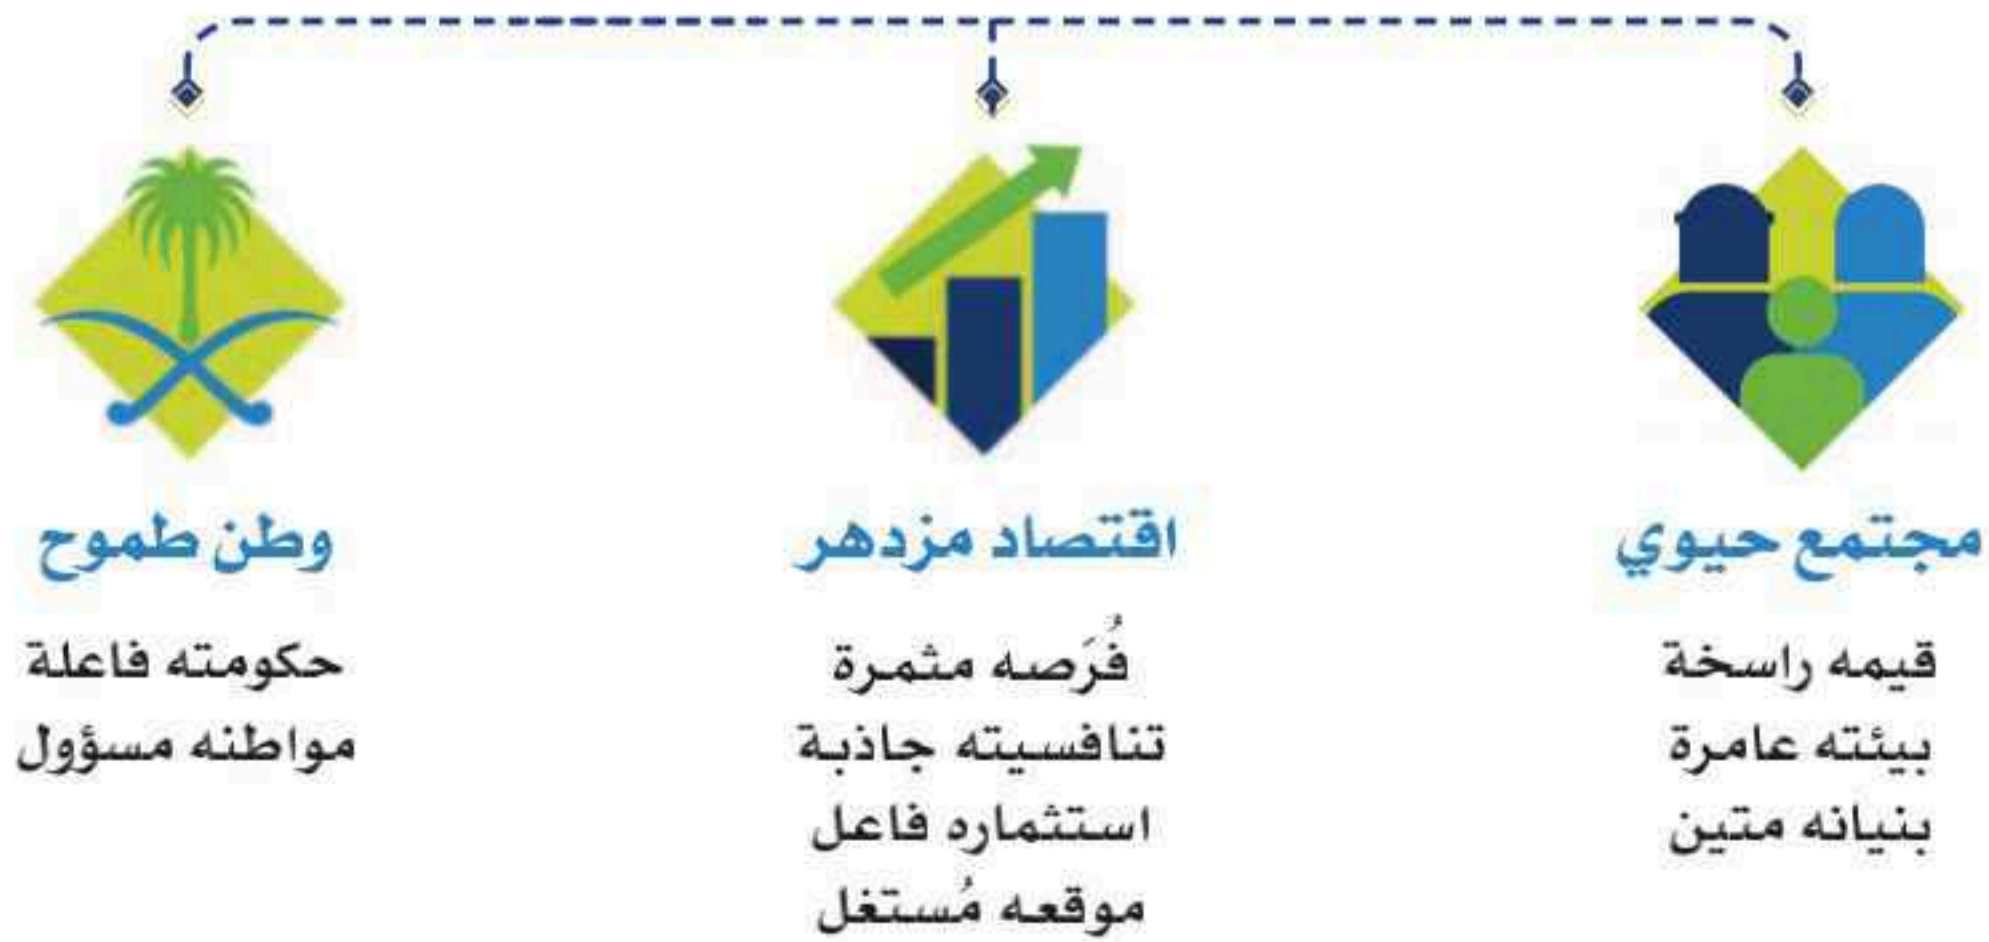 مجتمع حيوي
قيمه راسخة
بيئته عامرة
بنيانه متين
اقتصاد مزدهر
فُرَصه مثمرة
تنافسيته جاذبة
استثماره فاعل
موقعه مُستغل
وطن طموح
حكومته فاعلة
مواطنه مسؤول